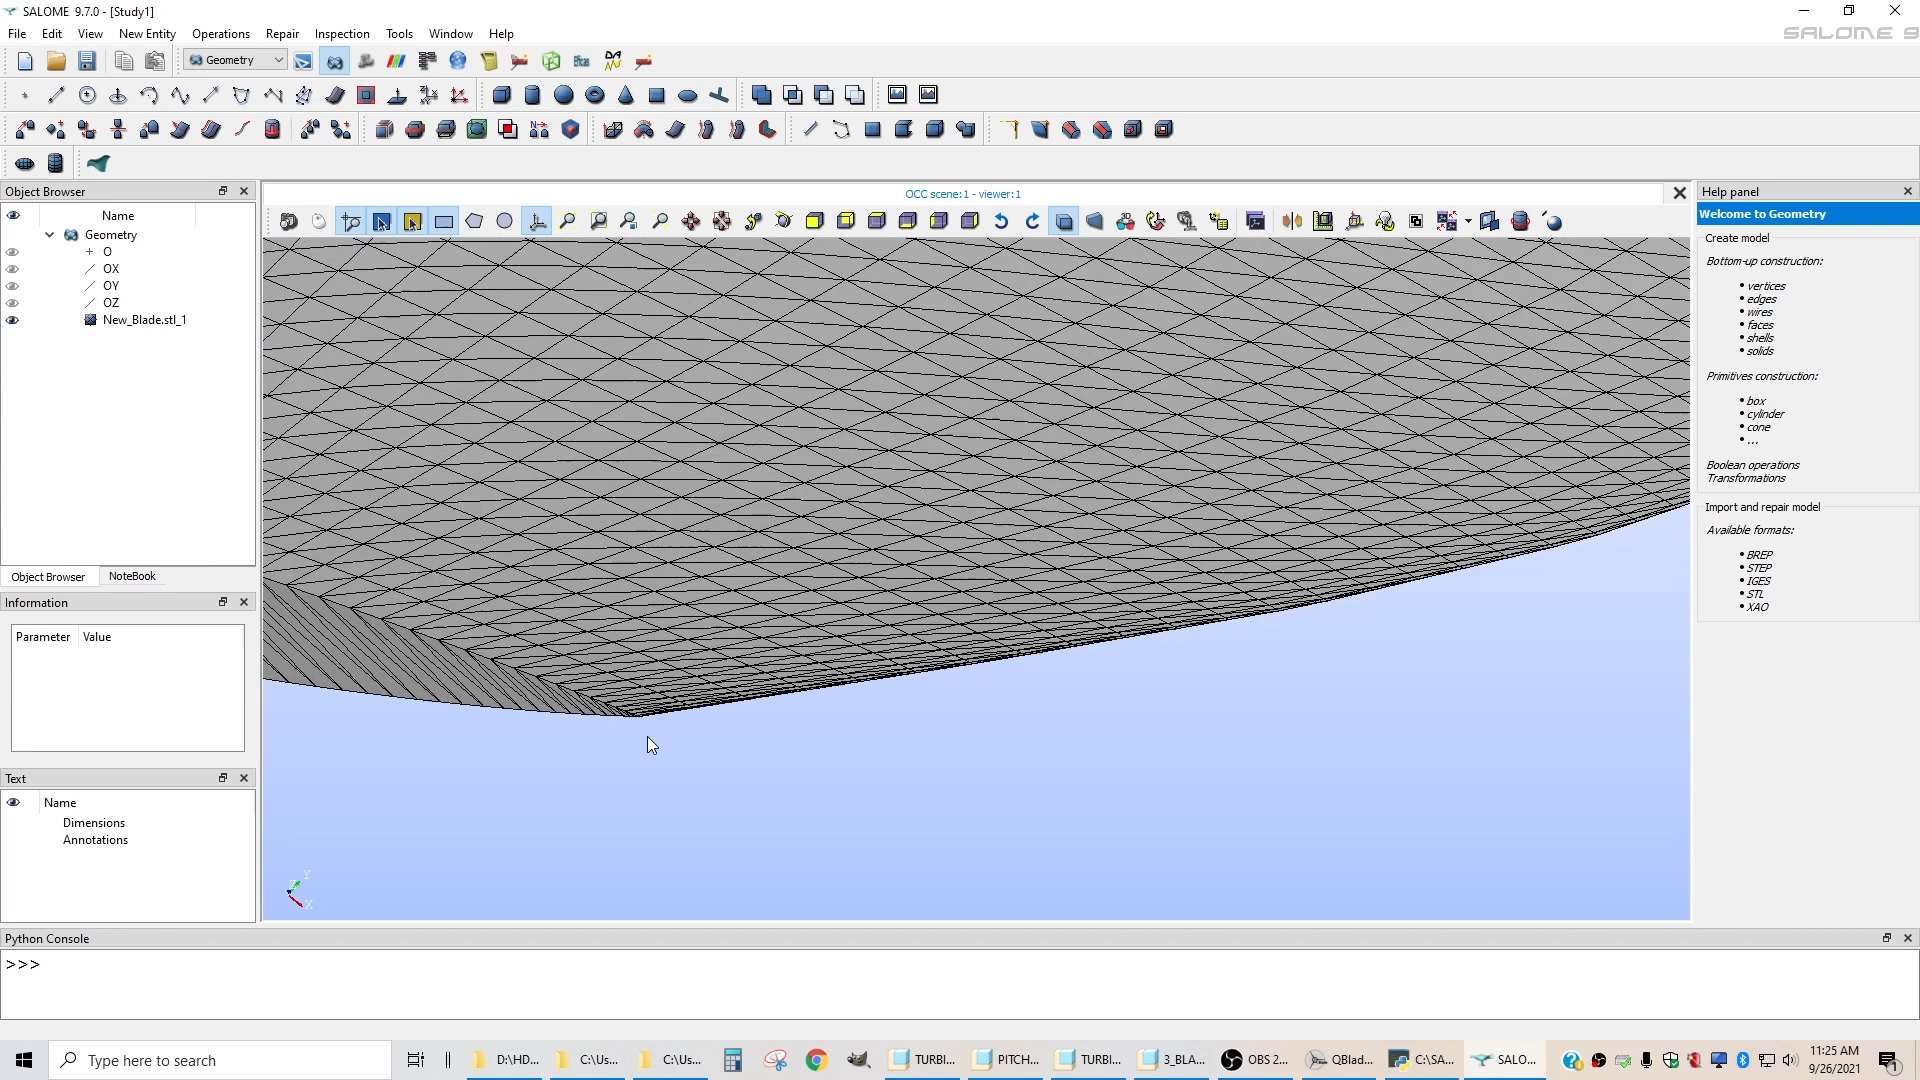 SALOME 9.7.0 - [Study1]
File Edit View New Entity Operations Repair Inspection Tools Window Help
SALOME 9
Geometry
Eficas
Object Browser
OCC scene:1 - viewer:1
Help panel
Name
Welcome to Geometry
Geometry
O
OX
OY
OZ
New_Blade.stl_1
Create model
Bottom-up construction:
vertices
edges
wires
faces
shells
solids
Primitives construction:
box
cylinder
cone
...
Boolean operations
Transformations
Import and repair model
Available formats:
BREP
STEP
IGES
STL
XAO
Object Browser NoteBook
Information
Parameter Value
Text
Name
Dimensions
Annotations
Y
X
Python Console
>>>
Type here to search
D:\HD... C:\Us... C:\Us... TURBI... PITCH... TURBI... 3_BLA... OBS 2... QBlad... C:\SA... SALO...
11:25 AM
9/26/2021
1